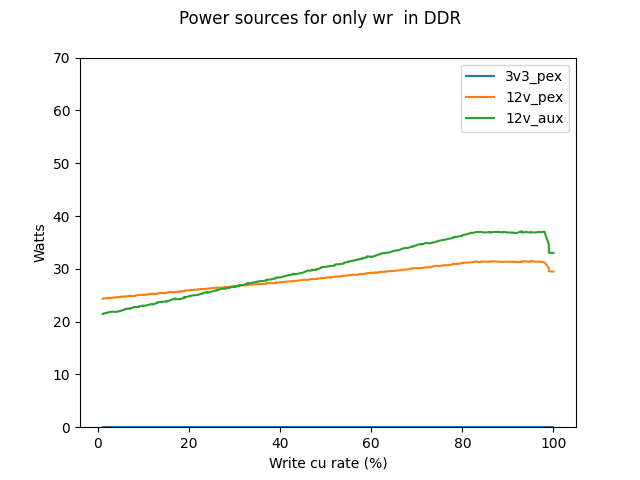 Power sources for only wr  in DDR
3v3_pex
12v_pex
12v_aux
70
60
50
40
30
20
10
0
Watts
0 20 40 60 80 100
Write cu rate (%)